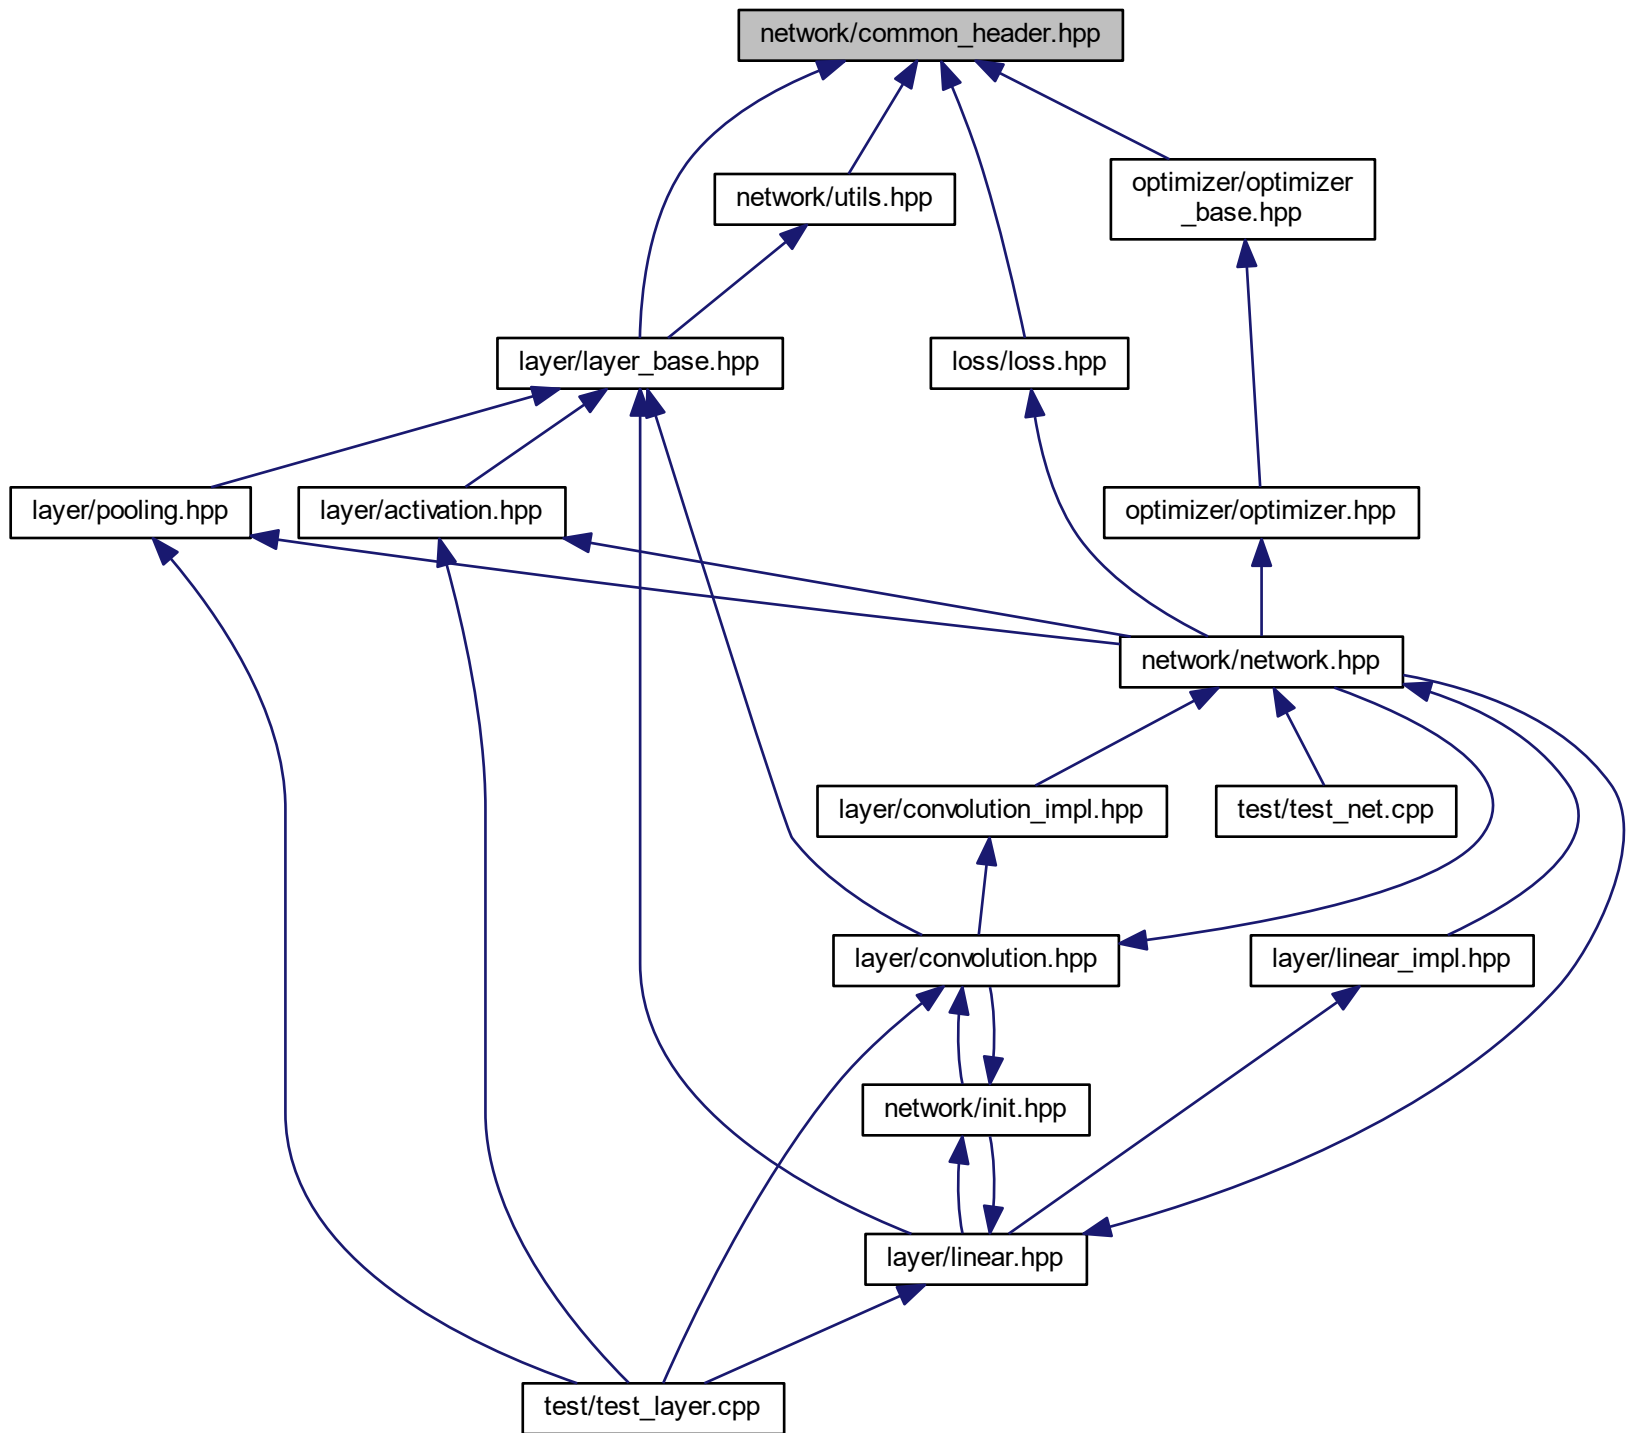 network/common_header.hpp
network/utils.hpp
optimizer/optimizer
_base.hpp
layer/layer_base.hpp
loss/loss.hpp
layer/pooling.hpp
layer/activation.hpp
optimizer/optimizer.hpp
network/network.hpp
layer/convolution_impl.hpp
test/test_net.cpp
layer/convolution.hpp
layer/linear_impl.hpp
network/init.hpp
layer/linear.hpp
test/test_layer.cpp